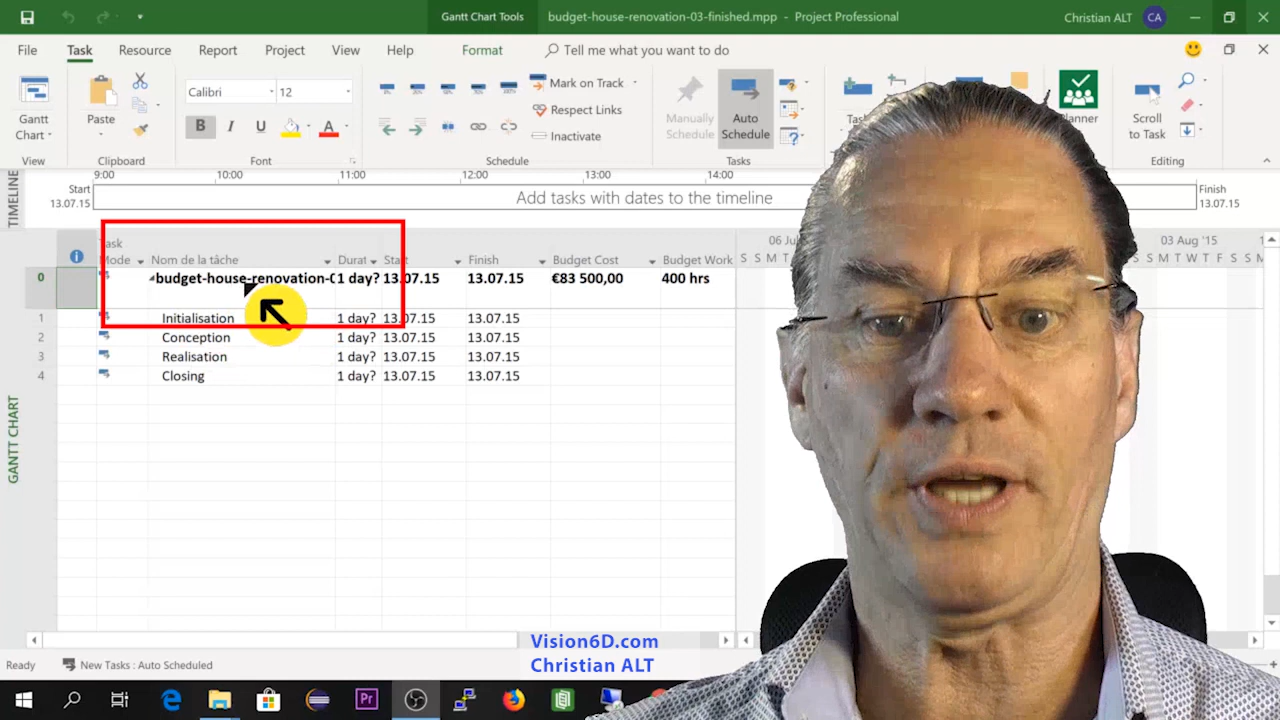 Gantt Chart Tools
budget-house-renovation-03-finished.mpp - Project Professional
Christian ALT
CA
File
Task
Resource
Report
Project
View
Help
Format
Tell me what you want to do
Gantt
Chart
View
Paste
Clipboard
Calibri
12
B I U A
Font
Mark on Track
Respect Links
Inactivate
Schedule
Manually
Schedule
Auto
Schedule
Tasks
Planner
Scroll
to Task
Editing
TIMELINE
9:00 10:00 11:00 12:00 13:00 14:00
Start
13.07.15
Add tasks with dates to the timeline
Finish
13.07.15
GANTT CHART
Task
Mode
Nom de la tâche
Durat
Start
Finish
Budget Cost
Budget Work
03 Aug '15
S S M T W
M T W T F S
0 budget-house-renovation-0 1 day? 13.07.15 13.07.15 €83 500,00 400 hrs
1 Initialisation 1 day? 13.07.15 13.07.15
2 Conception 1 day? 13.07.15 13.07.15
3 Realisation 1 day? 13.07.15 13.07.15
4 Closing 1 day? 13.07.15 13.07.15
Vision6D.com
Christian ALT
Ready
New Tasks : Auto Scheduled
Pr